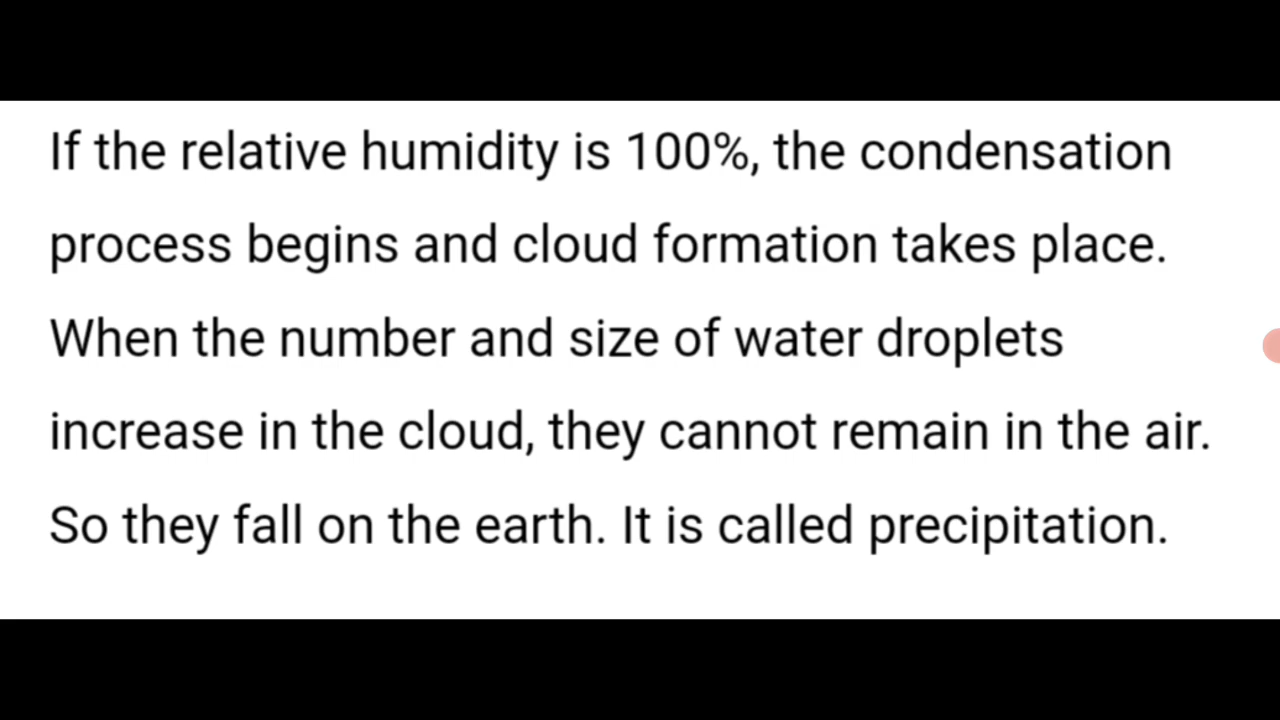 If the relative humidity is 100%, the condensation
process begins and cloud formation takes place.
When the number and size of water droplets
increase in the cloud, they cannot remain in the air.
So they fall on the earth. It is called precipitation.